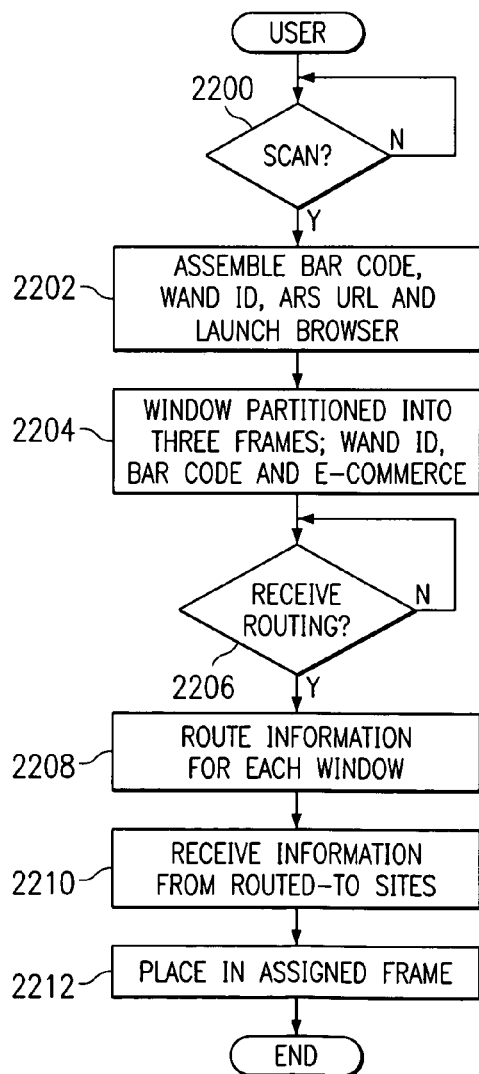 USER
2200
SCAN?
N
Y
2202
ASSEMBLE BAR CODE,
WAND ID, ARS URL AND
LAUNCH BROWSER
2204
WINDOW PARTITIONED INTO
THREE FRAMES; WAND ID,
BAR CODE AND E-COMMERCE
RECEIVE
ROUTING?
N
2206
Y
2208
ROUTE INFORMATION
FOR EACH WINDOW
2210
RECEIVE INFORMATION
FROM ROUTED-TO SITES
2212
PLACE IN ASSIGNED FRAME
END